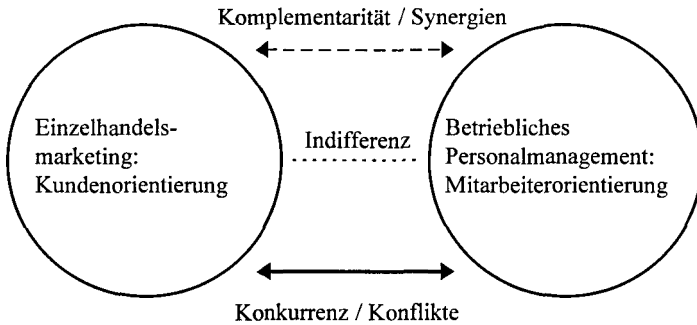 Komplementarität / Synergien
Einzelhandels-
marketing:
Kundenorientierung
Indifferenz
Betriebliches
Personalmanagement:
Mitarbeiterorientierung
Konkurrenz / Konflikte